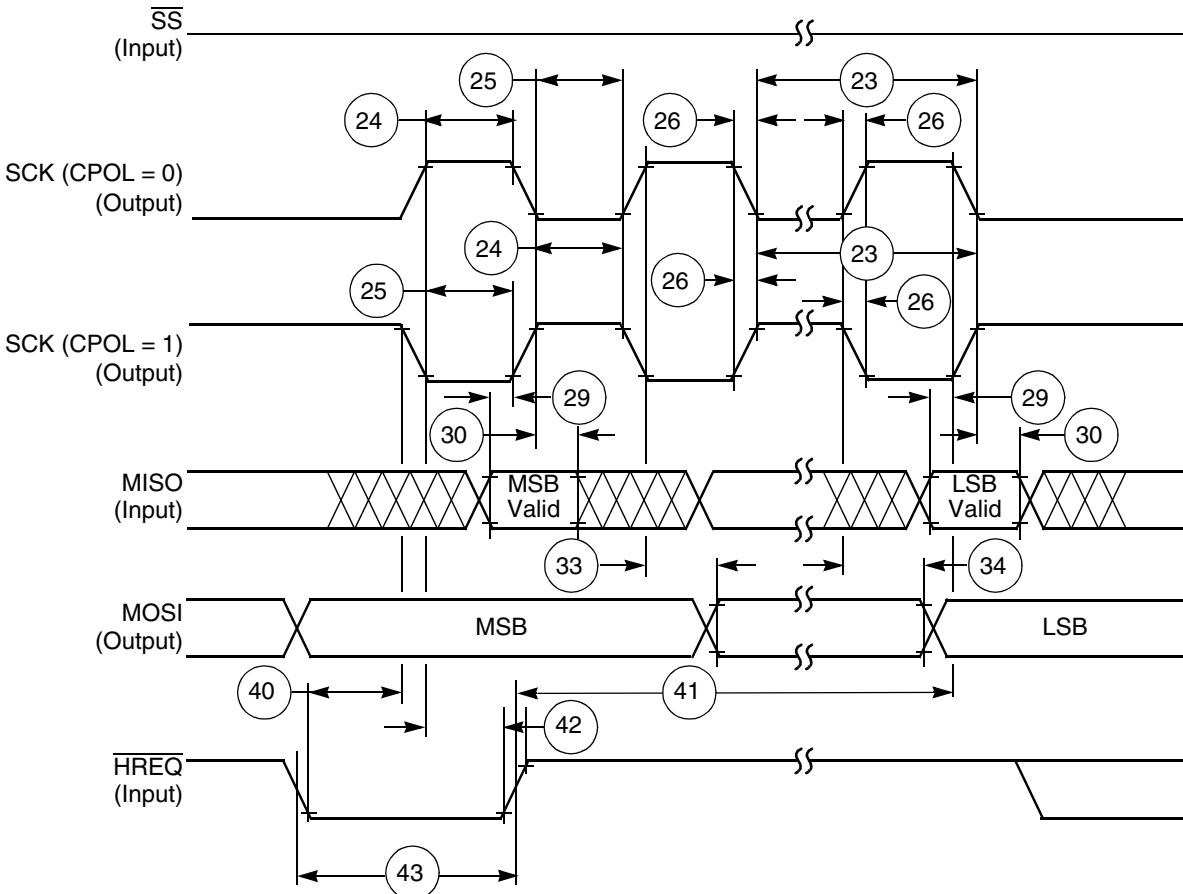 SS
(Input)
25
23
24
26
26
SCK (CPOL = 0)
(Output)
24
23
26
25
26
SCK (CPOL = 1)
(Output)
29
29
30
30
MISO
(Input)
MSB
Valid
LSB
Valid
33
34
MOSI
(Output)
MSB
LSB
40
41
42
HREQ
(Input)
43